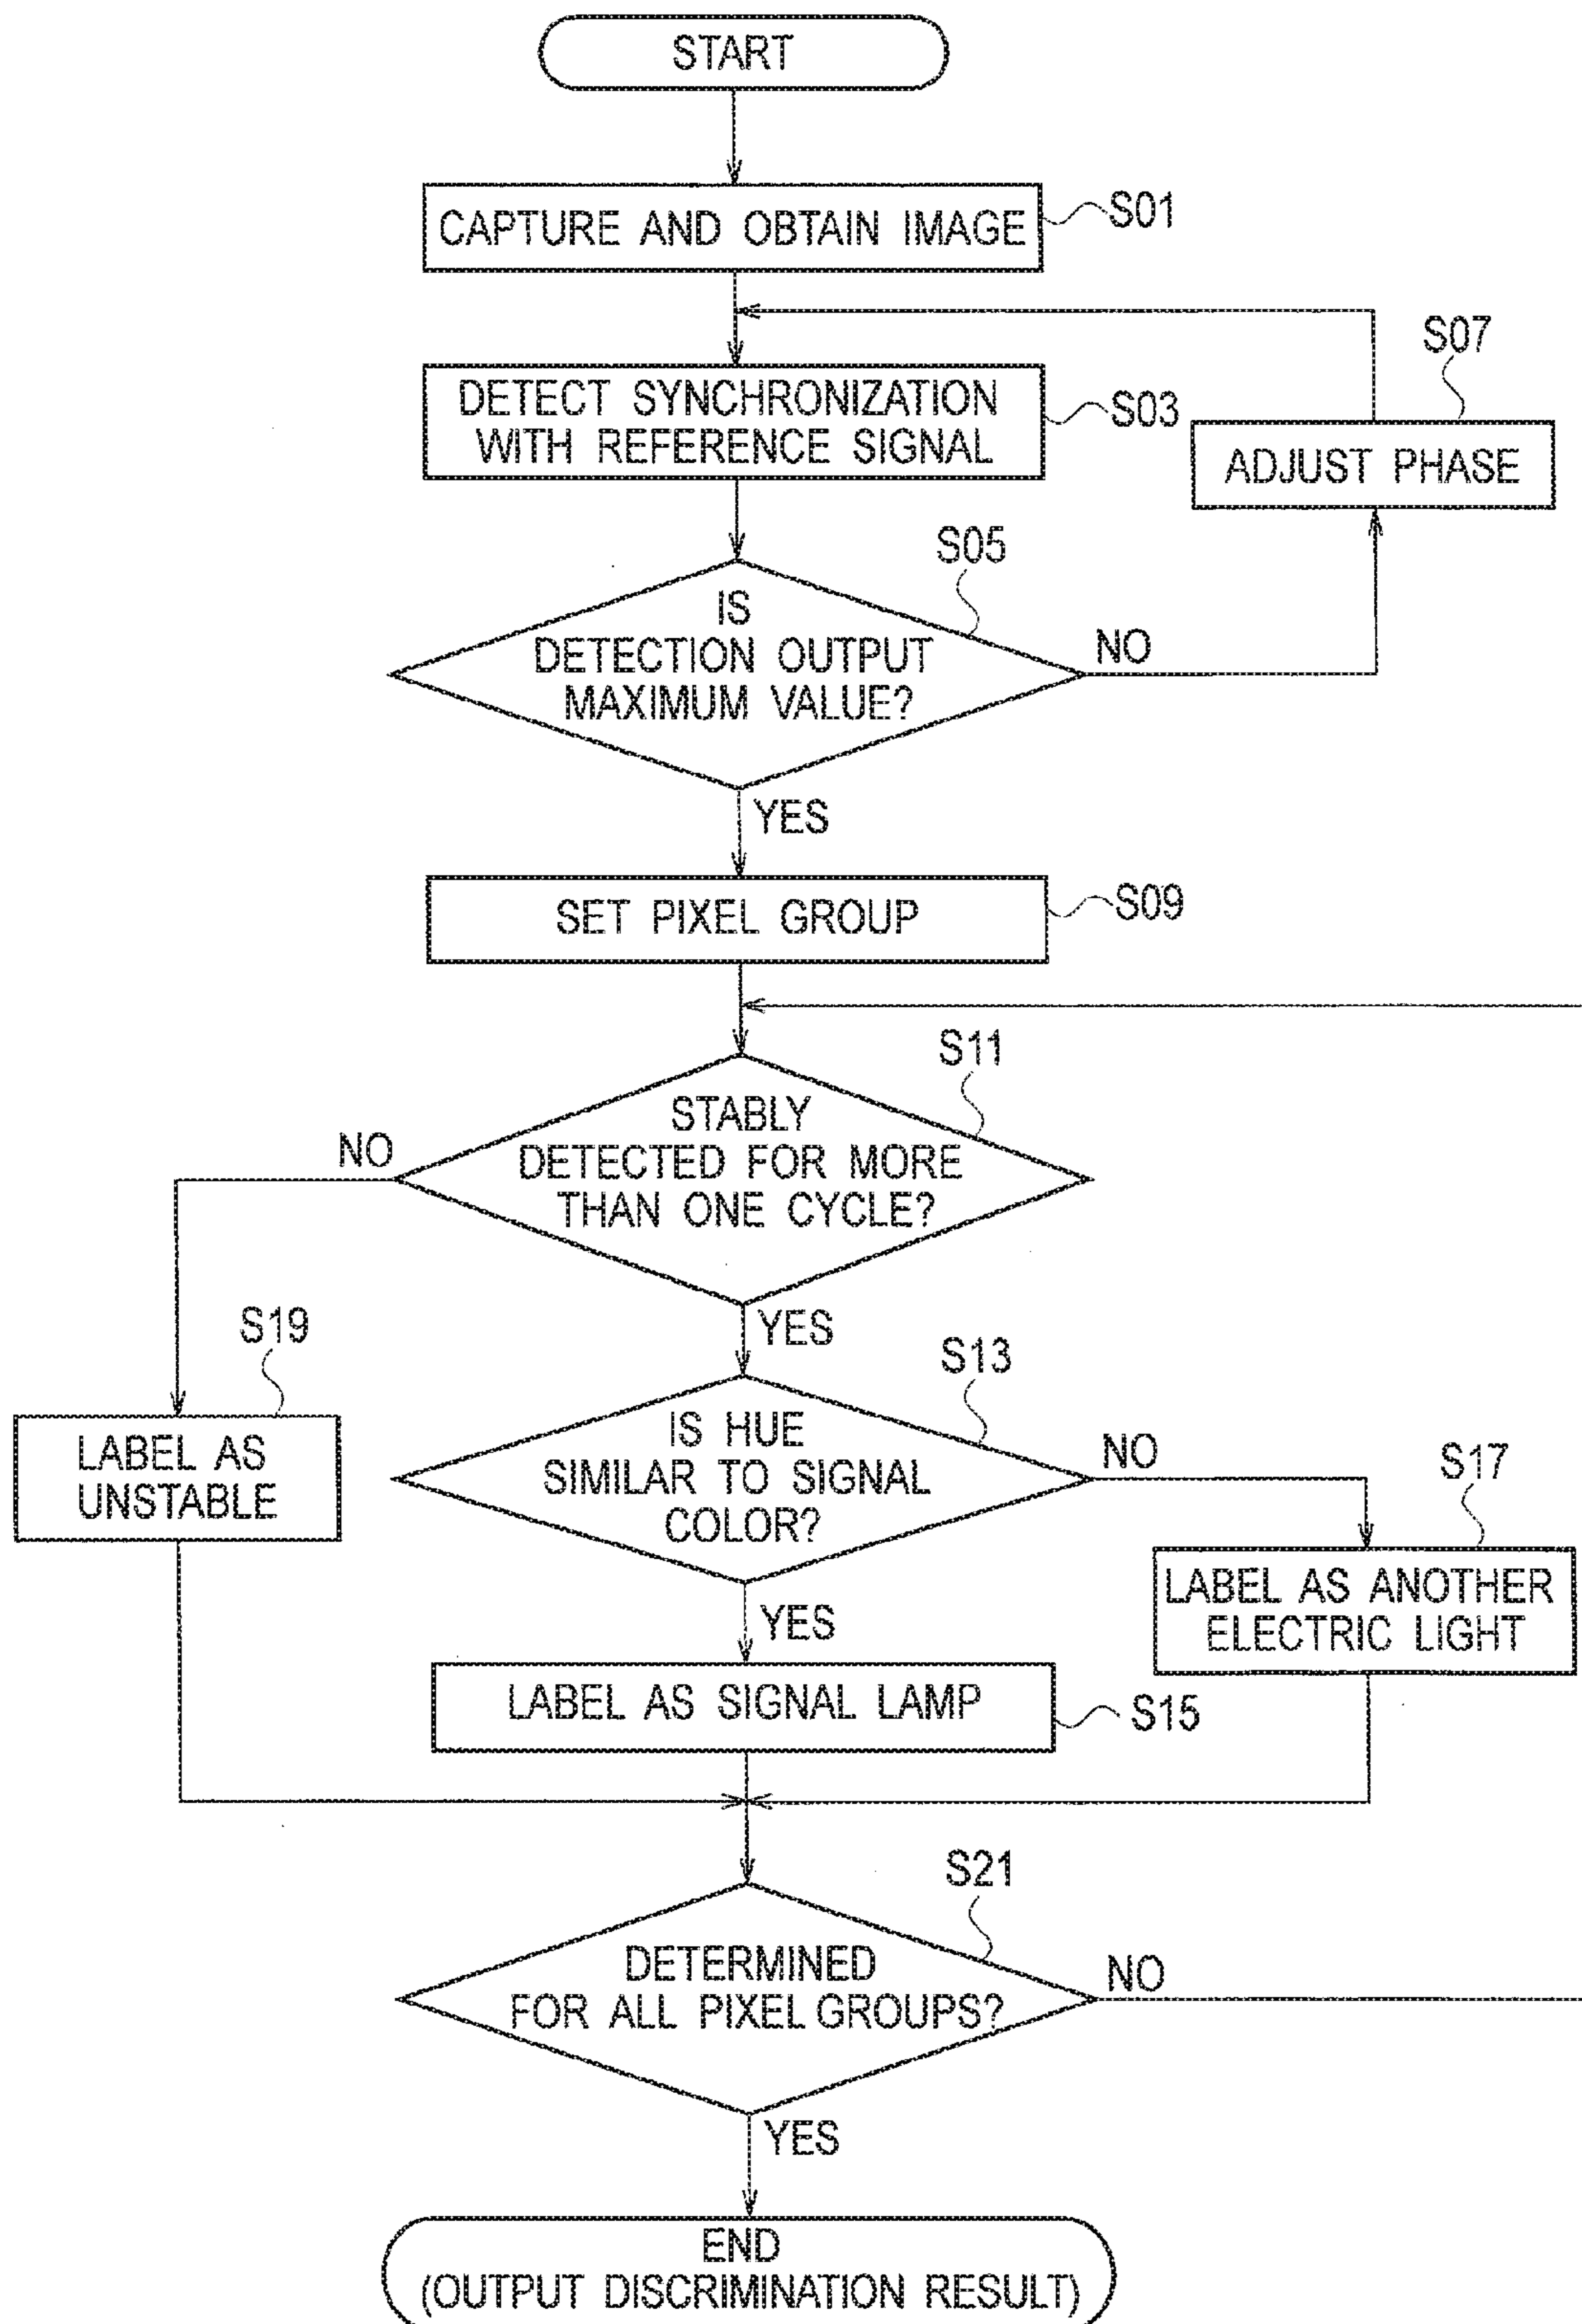 START
CAPTURE AND OBTAIN IMAGE
S01
S07
DETECT SYNCHRONIZATION
WITH REFERENCE SIGNAL
S03
ADJUST PHASE
S05
IS
DETECTION OUTPUT
MAXIMUM VALUE?
NO
YES
SET PIXEL GROUP
S09
S11
STABLY
DETECTED FOR MORE
THAN ONE CYCLE?
NO
YES
S19
LABEL AS
UNSTABLE
S13
IS HUE
SIMILAR TO SIGNAL
COLOR?
NO
S17
LABEL AS ANOTHER
ELECTRIC LIGHT
YES
LABEL AS SIGNAL LAMP
S15
S21
DETERMINED
FOR ALL PIXEL GROUPS?
NO
YES
END
(OUTPUT DISCRIMINATION RESULT)